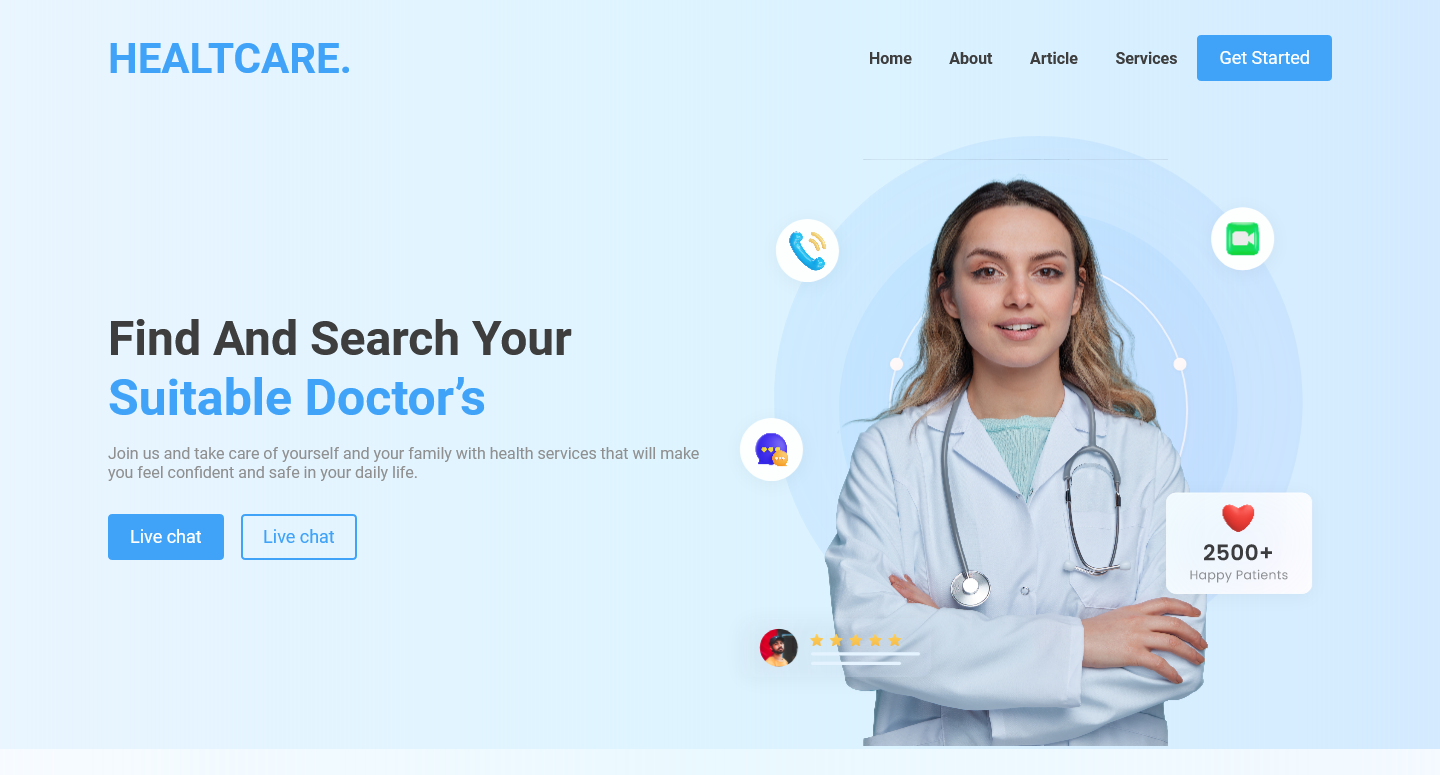 HEALTCARE.
Home About Article Services Get Started
Find And Search Your
Suitable Doctor’s
Join us and take care of yourself and your family with health services that will make
you feel confident and safe in your daily life.
Live chat Live chat
2500+
Happy Patients